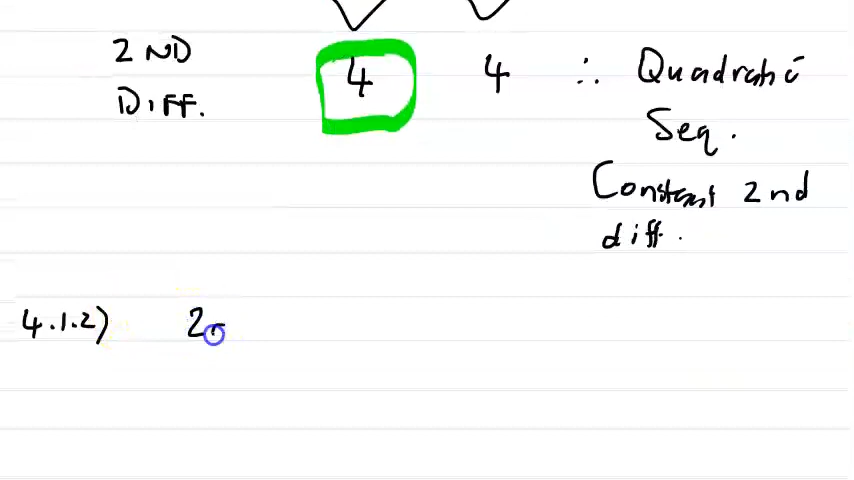 2 ND
DIFF.
4 4 ∴ Quadratic
Seq.
Constant 2nd
diff.
4.1.2) 2